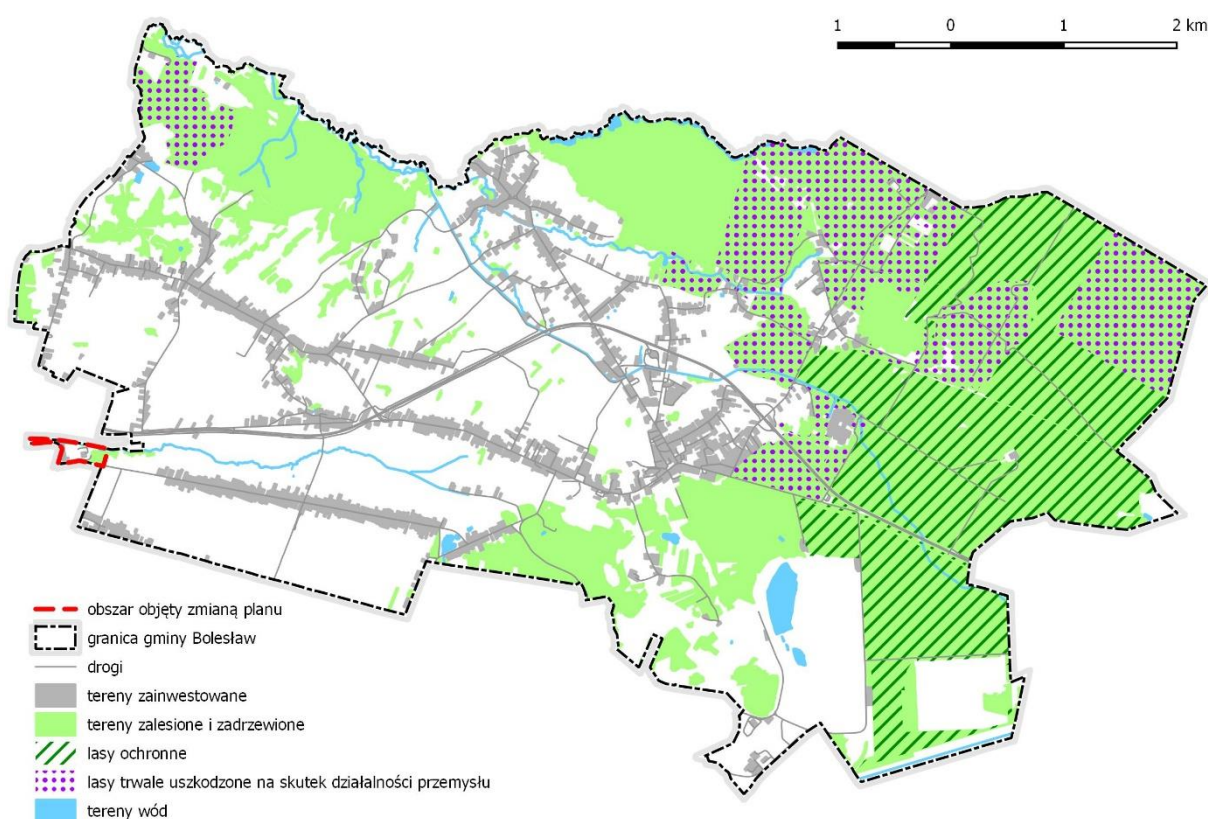 1 0 1 2 km
obszar objęty zmianą planu
granica gminy Bolesław
drogi
tereny zainwestowane
tereny zalesione i zadrzewione
lasy ochronne
lasy trwale uszkodzone na skutek działalności przemysłu
tereny wód